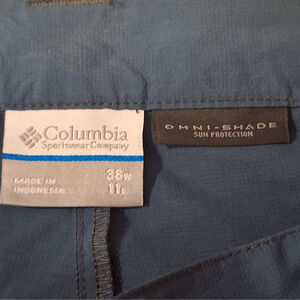 Columbia
Sportswear Company
OMNI-SHADE
SUN PROTECTION
MADE IN
INDONESIA
38W
11L